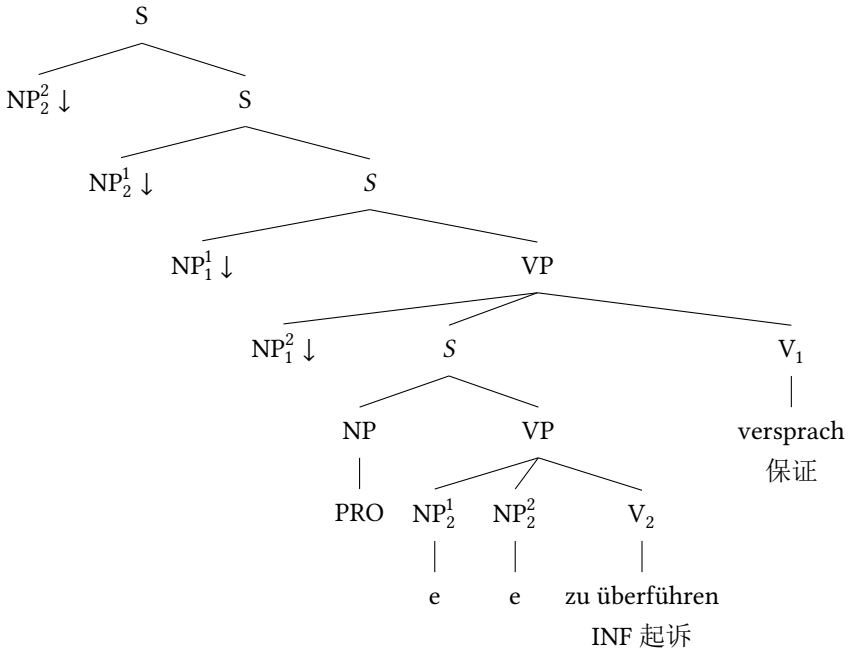 S
NP₂² ↓ S
NP₂¹ ↓ S
NP₁¹ ↓ VP
NP₁² ↓ S V₁
NP VP versprach
保证
PRO NP₂¹ NP₂² V₂
e e zu überführen
INF 起诉